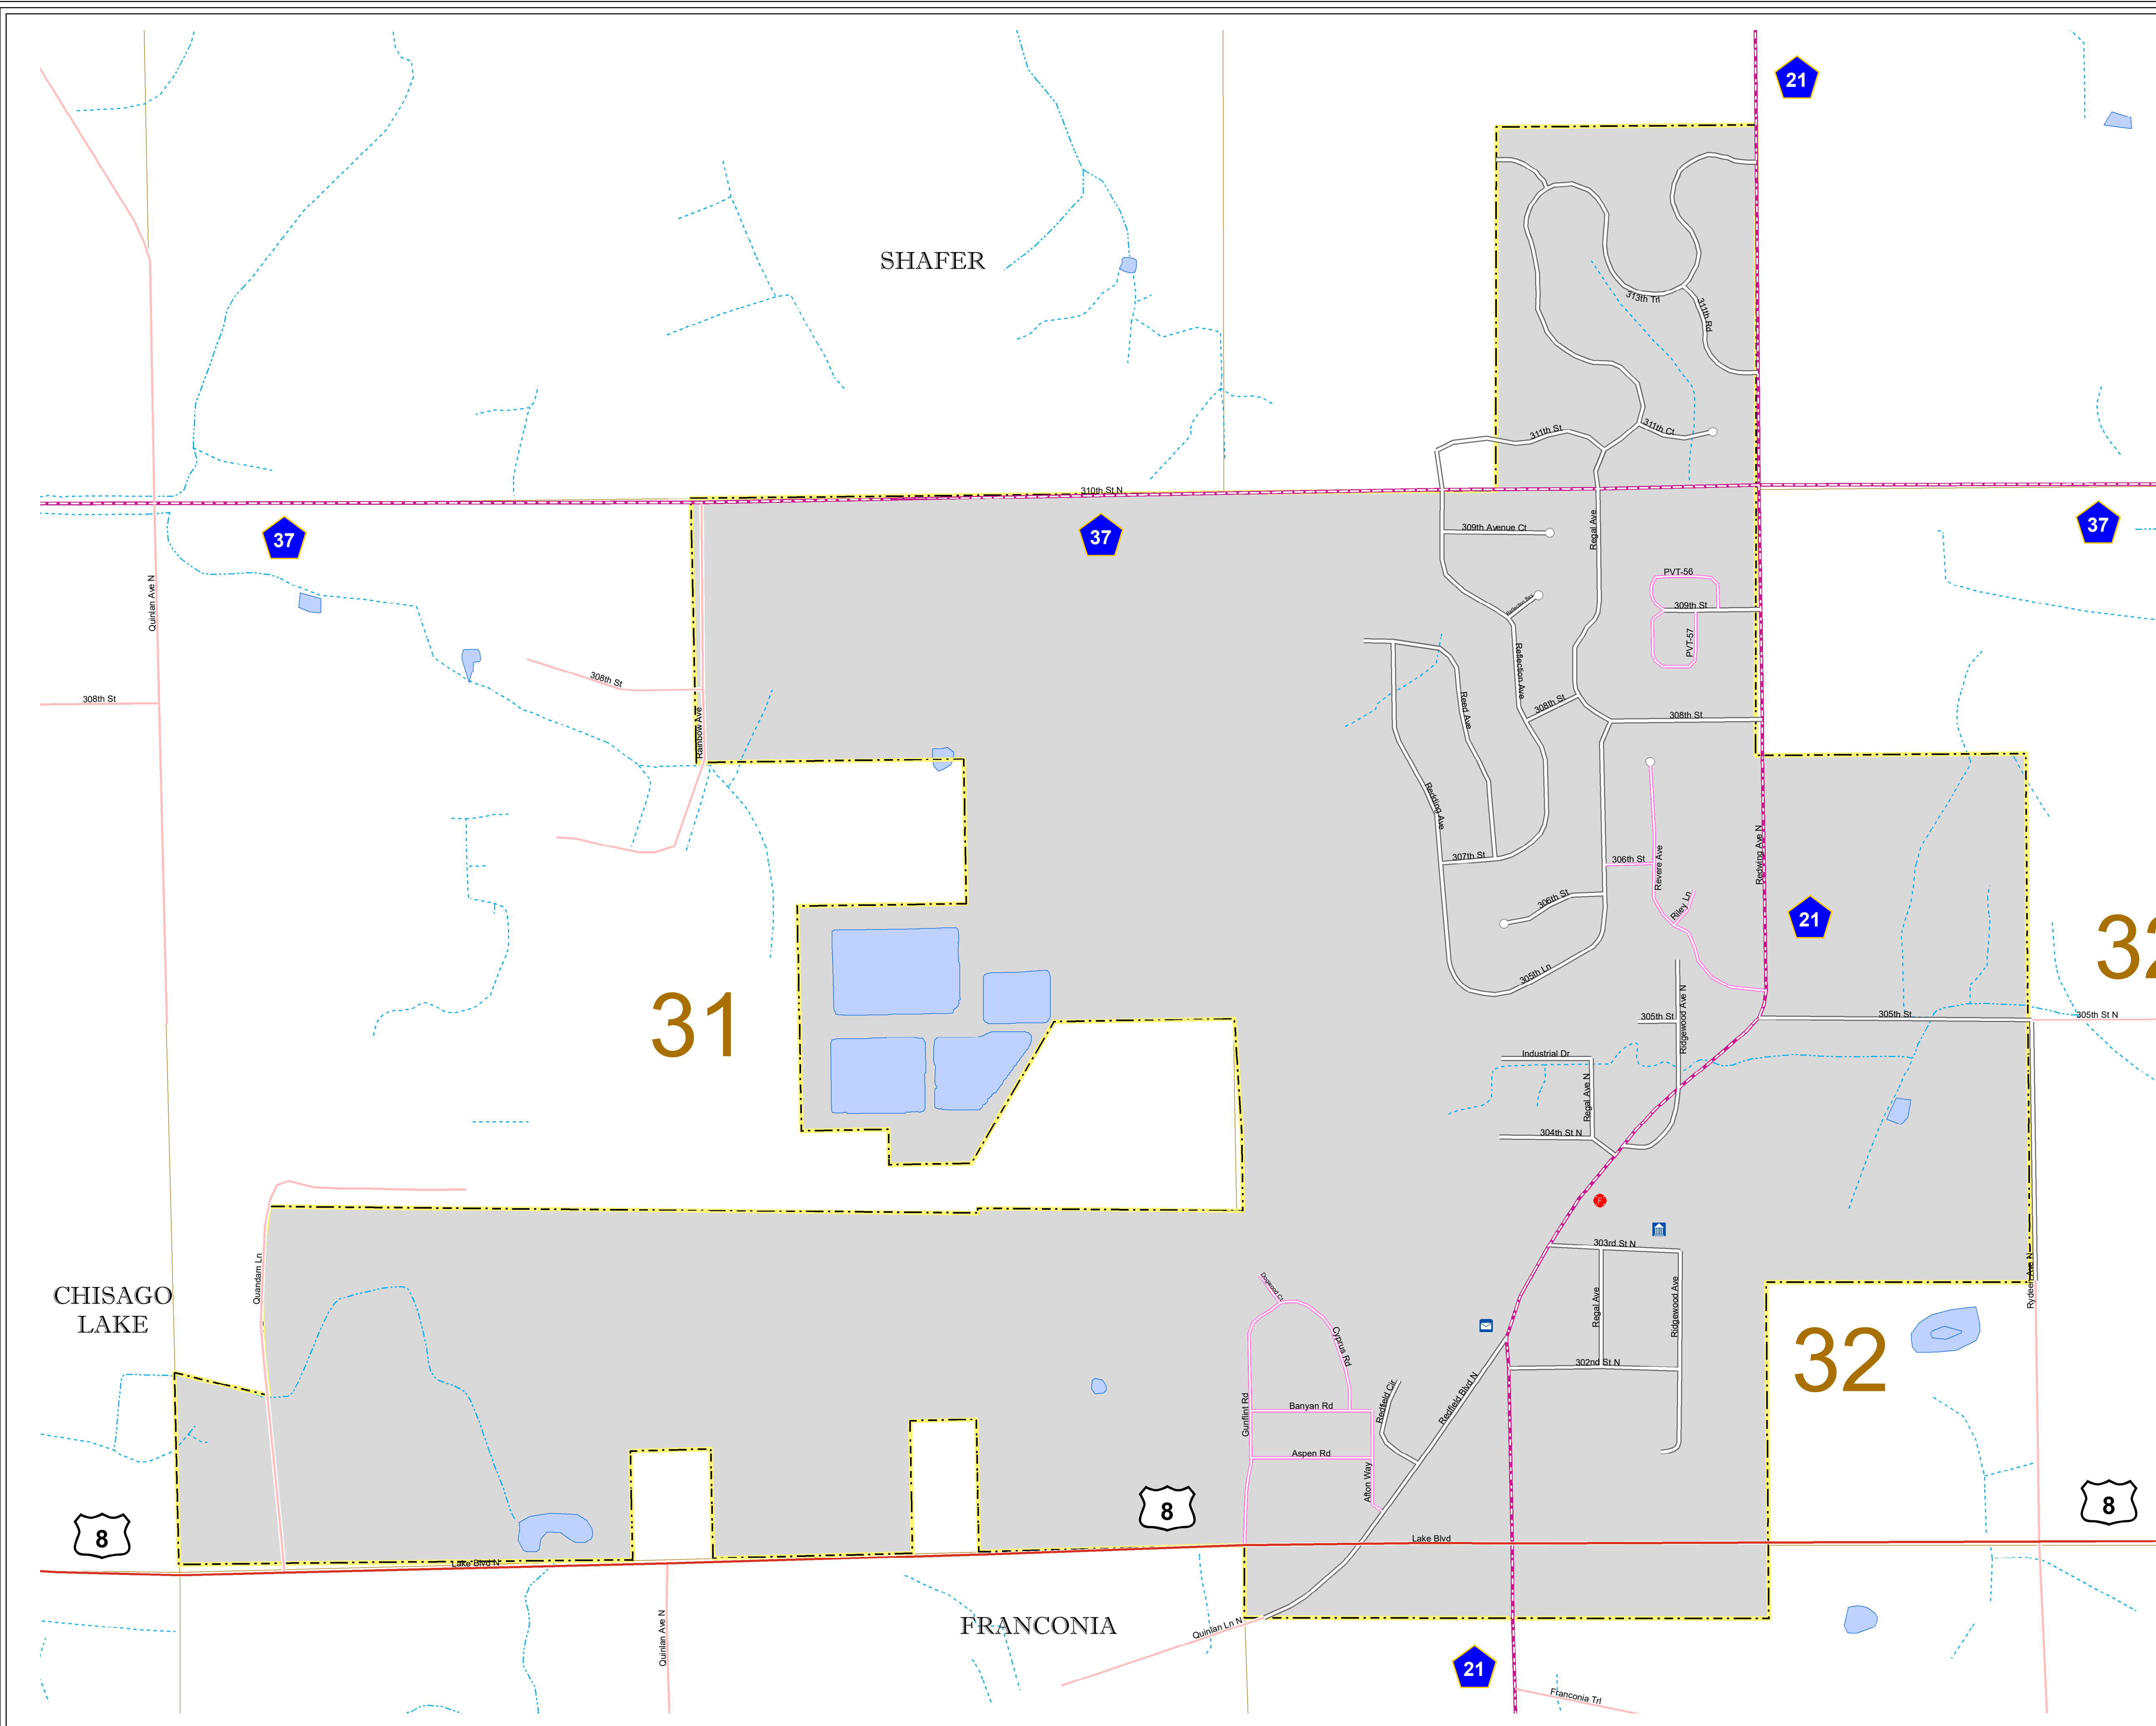 21
SHAFER
313th Trl
311th Rd
311th St
311th Ct
310th St N
37
37
37
309th Avenue Ct
Regal Ave
PVT-56
309th St
PVT-57
Quinlan Ave N
308th St
308th St
Rainbow Ave
Reflection Ave
Reed Ave
308th St
308th St
Redding Ave
307th St
306th St
Revere Ave
Redwing Ave N
306th St
Riley Ln
21
32
305th Ln
31
305th St
Ridgewood Ave N
305th St
305th St N
Industrial Dr
Regal Ave N
304th St N
F
303rd St N
Quandam Ln
CHISAGO
LAKE
Dogwood Ct
Cyprus Rd
Regal Ave
Ridgewood Ave
Rydeen Ave N
302nd St N
32
Gunflint Rd
Banyan Rd
Redfield Cir
Redfield Blvd N
Aspen Rd
Afton Way
8
8
8
Lake Blvd
Lake Blvd N
Quinlan Ave N
FRANCONIA
Quinlan Ln N
21
Franconia Trl